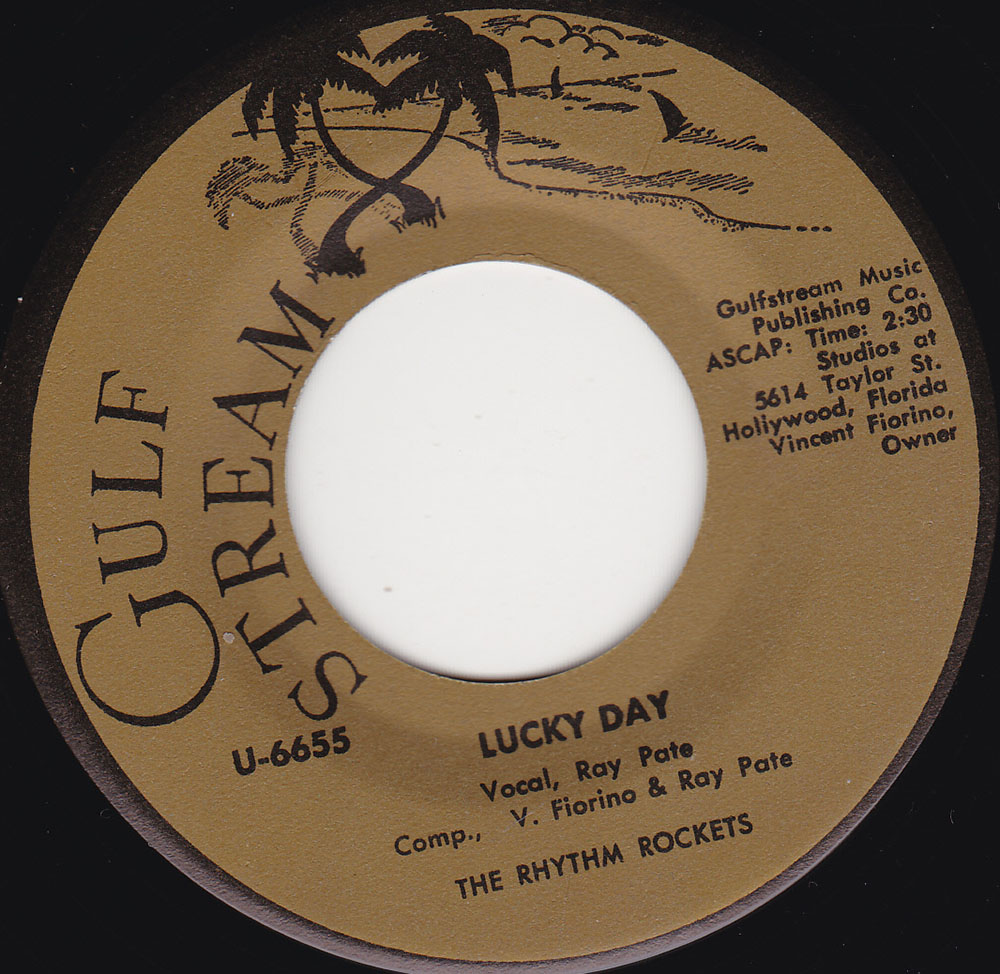 GULF
STREAM
Gulfstream Music
Publishing Co.
ASCAP: Time: 2:30
Studios at
5614 Taylor St.
Hollywood, Florida
Vincent Fiorino,
Owner
U-6655
LUCKY DAY
Vocal, Ray Pate
Comp., V. Fiorino & Ray Pate
THE RHYTHM ROCKETS